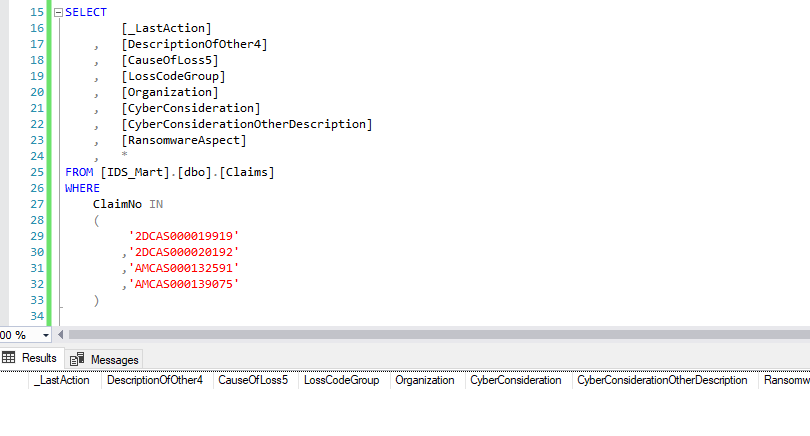 15 SELECT
16 [_LastAction]
17 , [DescriptionOfOther4]
18 , [CauseOfLoss5]
19 , [LossCodeGroup]
20 , [Organization]
21 , [CyberConsideration]
22 , [CyberConsiderationOtherDescription]
23 , [RansomwareAspect]
24 , *
25 FROM [IDS_Mart].[dbo].[Claims]
26 WHERE
27 ClaimNo IN
28 (
29 '2DCAS000019919'
30 ,'2DCAS000020192'
31 ,'AMCAS000132591'
32 ,'AMCAS000139075'
33 )
34
00 %
Results Messages
_LastAction DescriptionOfOther4 CauseOfLoss5 LossCodeGroup Organization CyberConsideration CyberConsiderationOtherDescription Ransomw